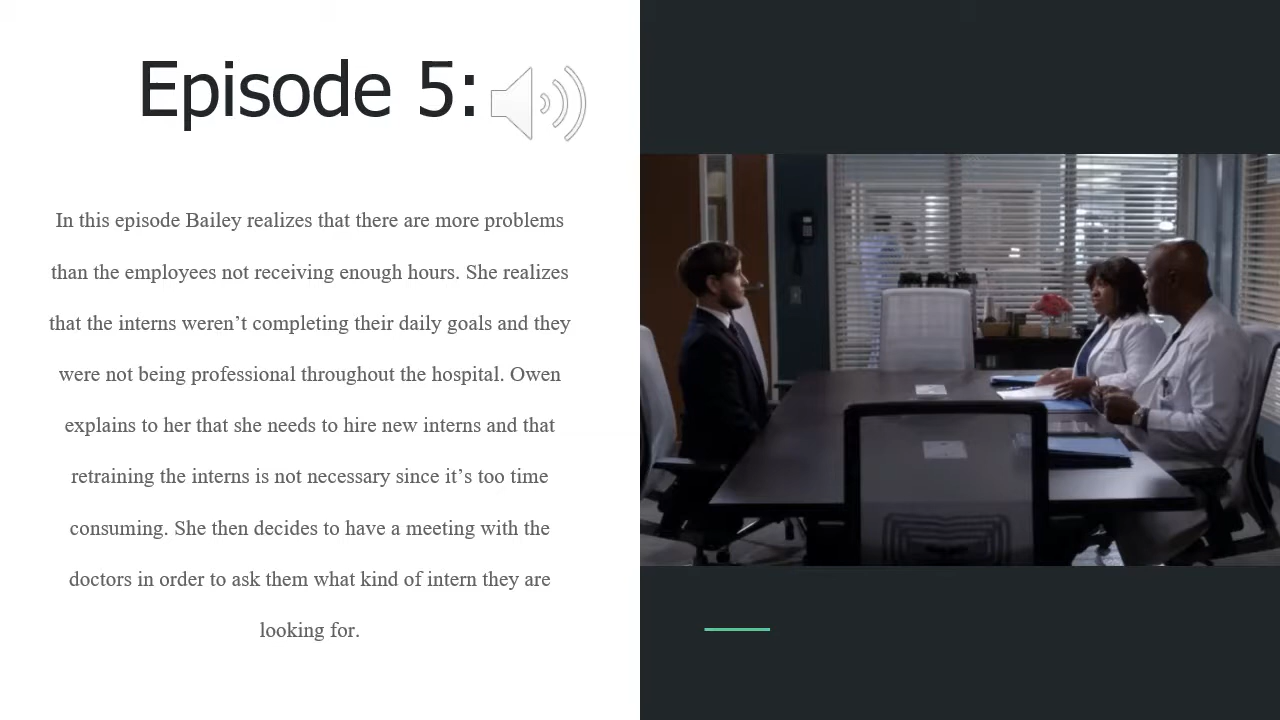 Episode 5:
In this episode Bailey realizes that there are more problems
than the employees not receiving enough hours. She realizes
that the interns weren’t completing their daily goals and they
were not being professional throughout the hospital. Owen
explains to her that she needs to hire new interns and that
retraining the interns is not necessary since it’s too time
consuming. She then decides to have a meeting with the
doctors in order to ask them what kind of intern they are
looking for.